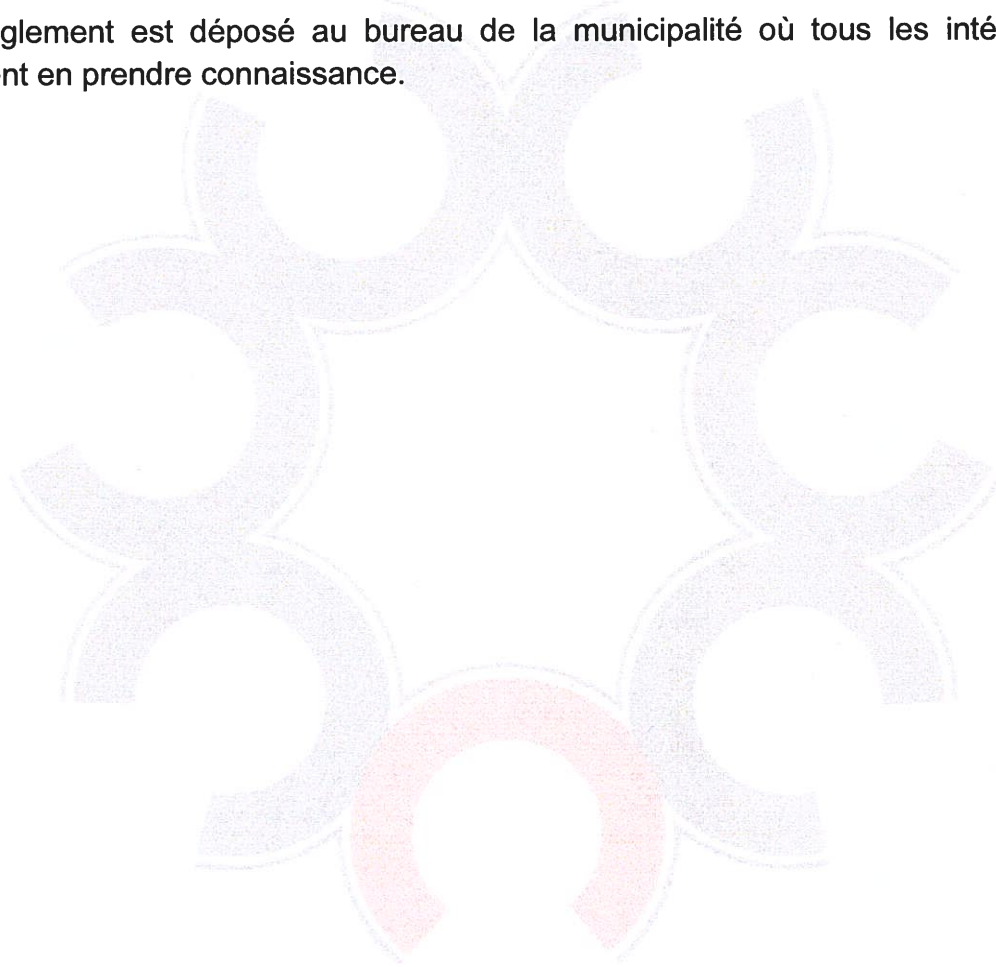 glement est déposé au bureau de la municipalité où tous les inté
nt en prendre connaissance.